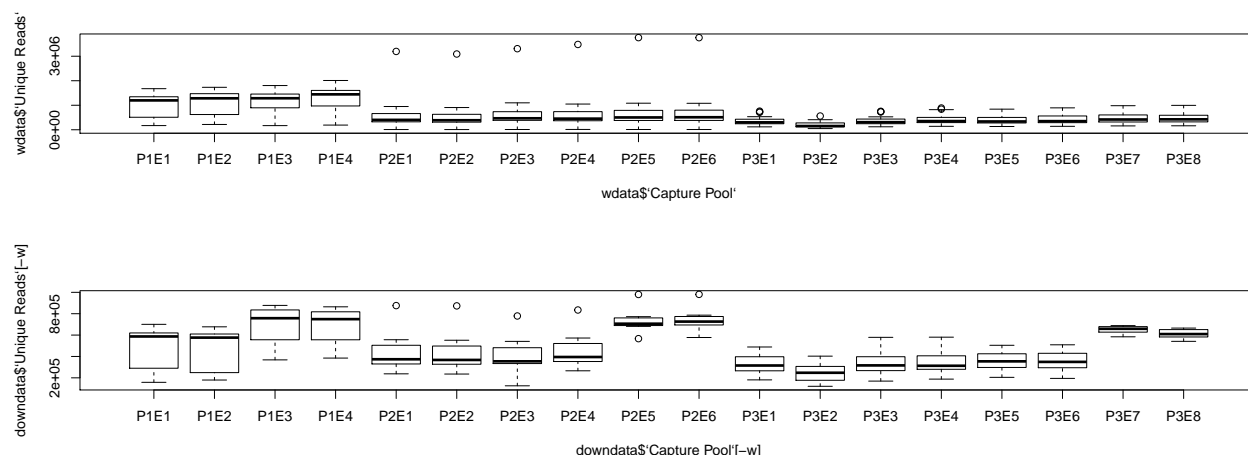 wdata$‘Unique Reads‘
3e+06
0e+00
P1E1 P1E2 P1E3 P1E4 P2E1 P2E2 P2E3 P2E4 P2E5 P2E6 P3E1 P3E2 P3E3 P3E4 P3E5 P3E6 P3E7 P3E8
wdata$‘Capture Pool‘
downdata$‘Unique Reads‘[−w]
8e+05
2e+05
P1E1 P1E2 P1E3 P1E4 P2E1 P2E2 P2E3 P2E4 P2E5 P2E6 P3E1 P3E2 P3E3 P3E4 P3E5 P3E6 P3E7 P3E8
downdata$‘Capture Pool‘[−w]